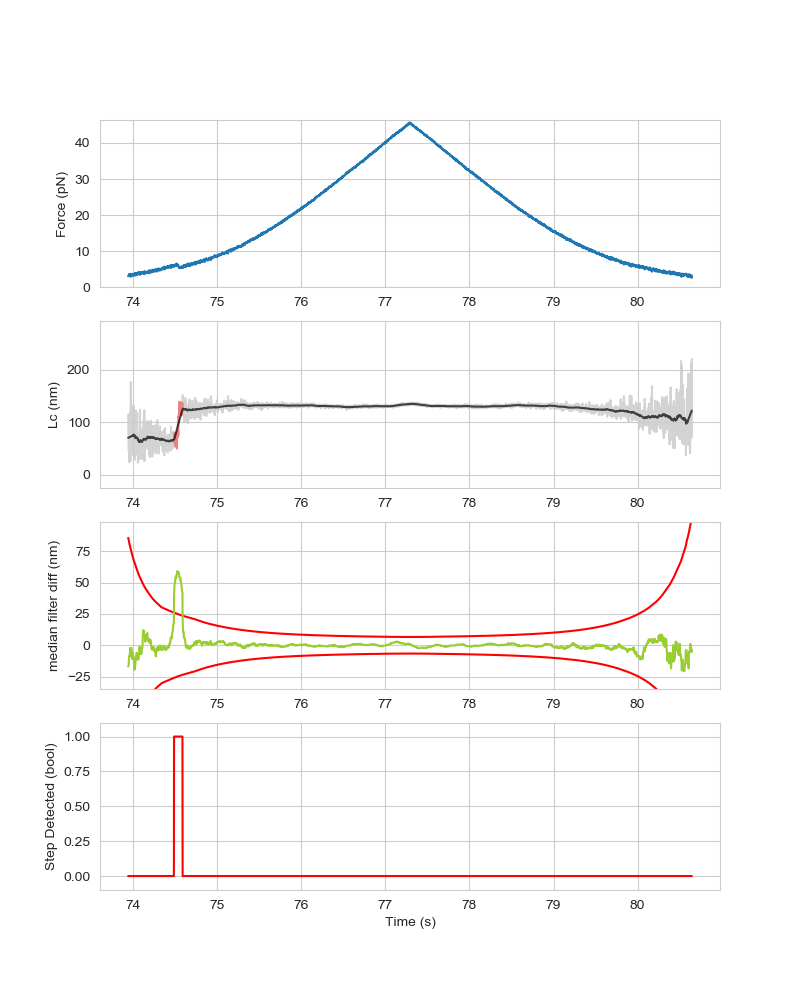 40
30
20
10
0
Force (pN)
74 75 76 77 78 79 80
200
100
0
Lc (nm)
74 75 76 77 78 79 80
75
50
25
0
−25
median filter diff (nm)
74 75 76 77 78 79 80
1.00
0.75
0.50
0.25
0.00
Step Detected (bool)
74 75 76 77 78 79 80
Time (s)